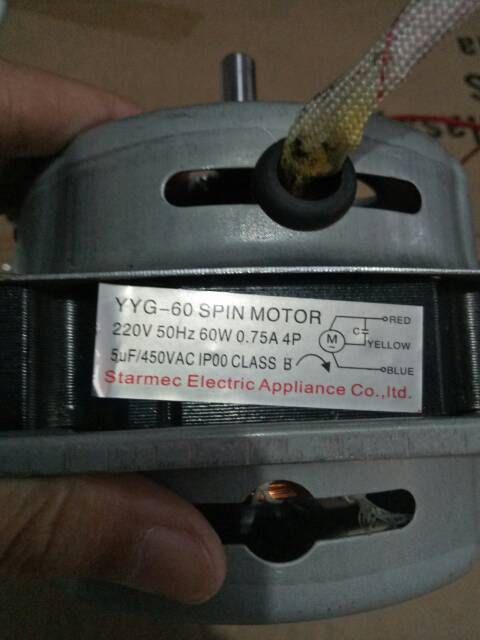 YYG-60 SPIN MOTOR
220V 50Hz 60W 0.75A 4P
5uF/450VAC IP00 CLASS B
Starmec Electric Appliance Co.,ltd.
M
C
RED
YELLOW
BLUE